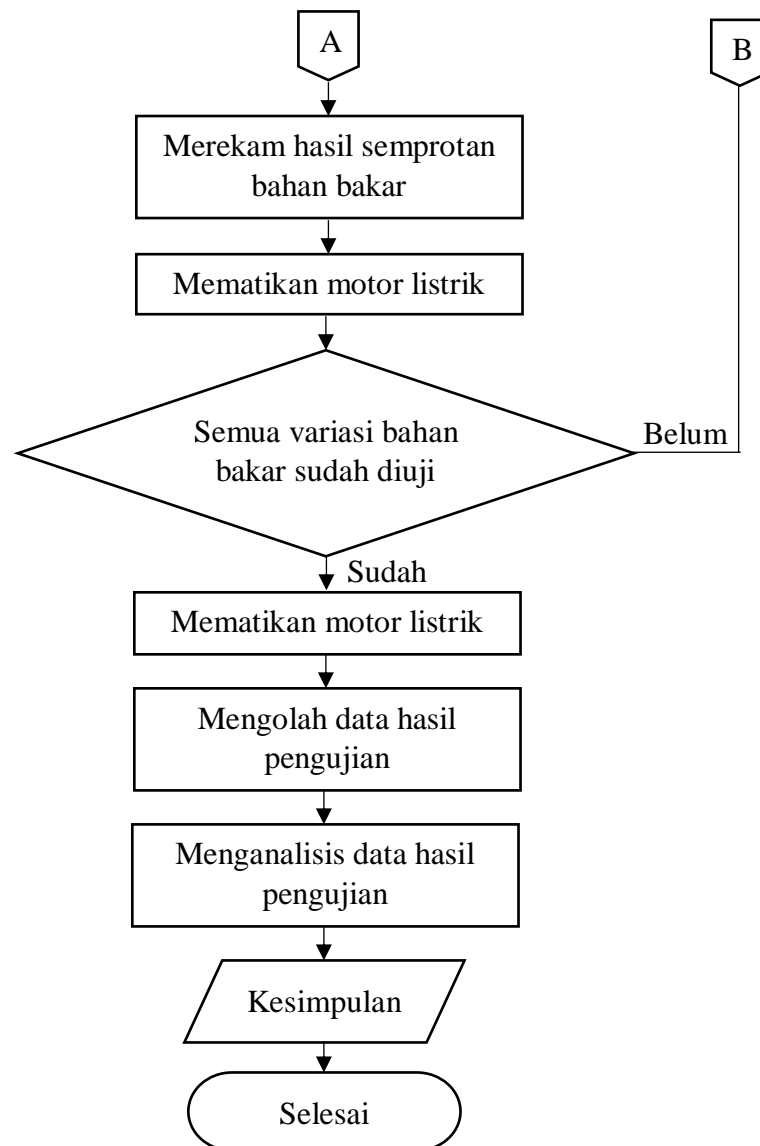 A
B
Merekam hasil semprotan
bahan bakar
Mematikan motor listrik
Semua variasi bahan
bakar sudah diuji
Belum
Sudah
Mematikan motor listrik
Mengolah data hasil
pengujian
Menganalisis data hasil
pengujian
Kesimpulan
Selesai